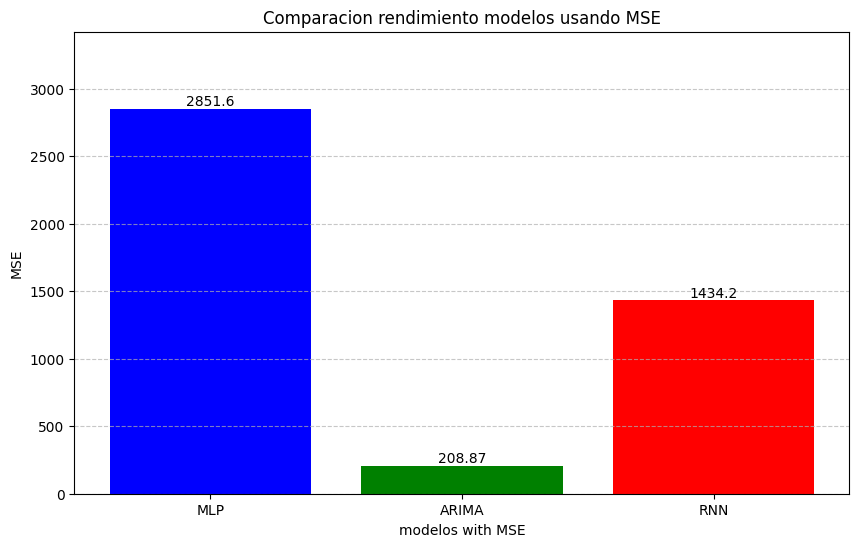 Comparacion rendimiento modelos usando MSE
3000
2500
2000
1500
1000
500
0
MSE
2851.6
208.87
1434.2
MLP
ARIMA
RNN
modelos with MSE